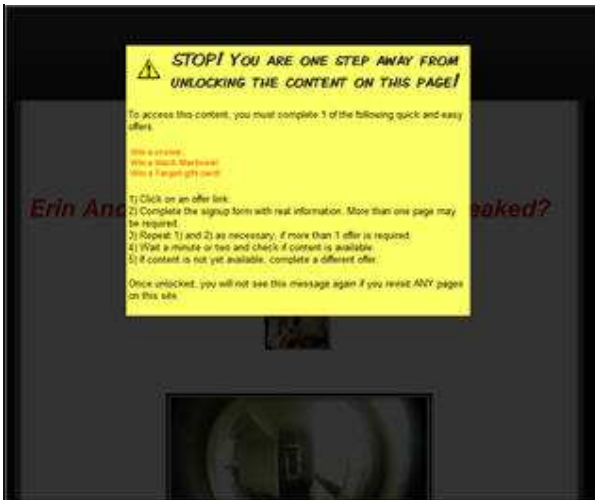 STOP! YOU ARE ONE STEP AWAY FROM
UNLOCKING THE CONTENT ON THIS PAGE!
To access this content, you must complete 1 of the following quick and easy
offers.
Win a
Win a Macbook!
Win a Target gift card!
1) Click on an offer link.
2) Complete the signup form with real information. More than one page may
be required.
3) Repeat 1) and 2) as necessary, if more than 1 offer is required.
4) Wait a minute or two and check if content is available.
5) If content is not yet available, complete a different offer.
Once unlocked, you will not see this message again if you revisit ANY pages
on this site.
Erin And
eaked?